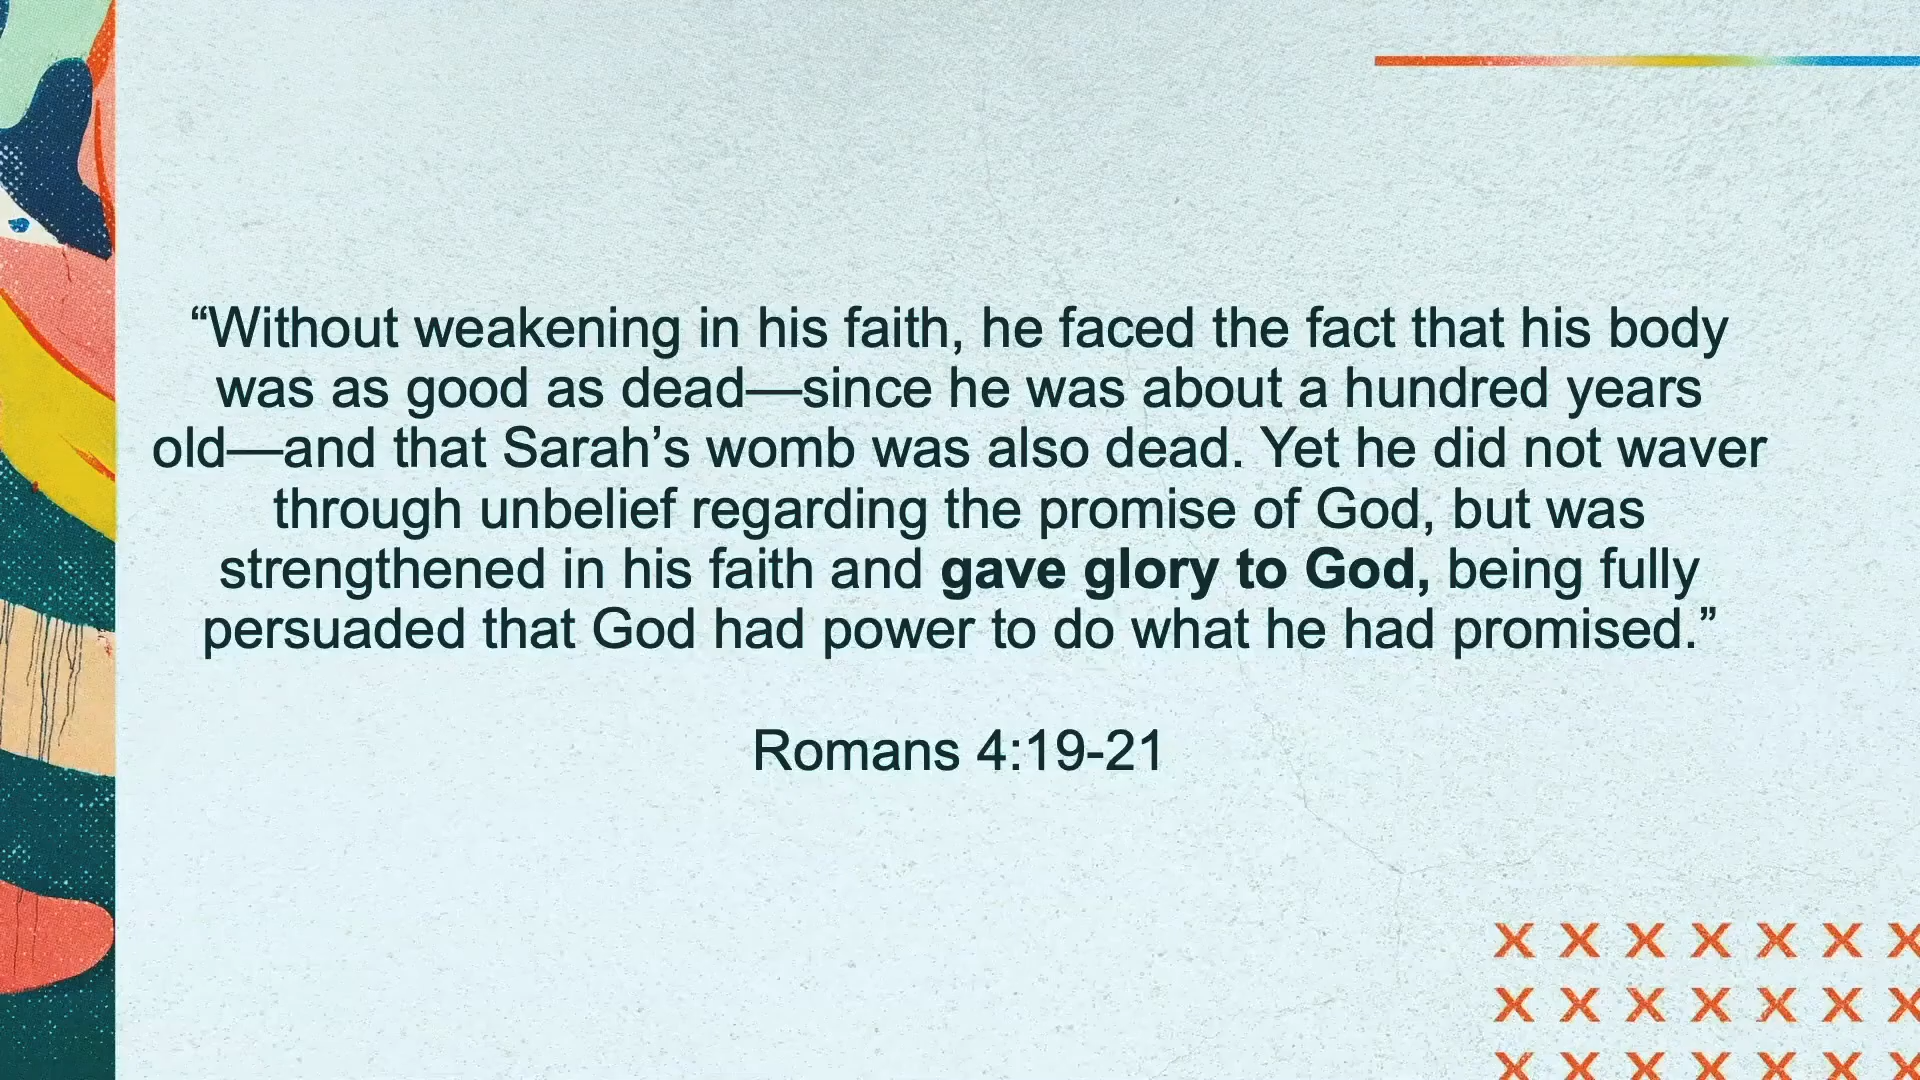 “Without weakening in his faith, he faced the fact that his body
was as good as dead—since he was about a hundred years
old—and that Sarah’s womb was also dead. Yet he did not waver
through unbelief regarding the promise of God, but was
strengthened in his faith and gave glory to God, being fully
persuaded that God had power to do what he had promised.”
Romans 4:19-21